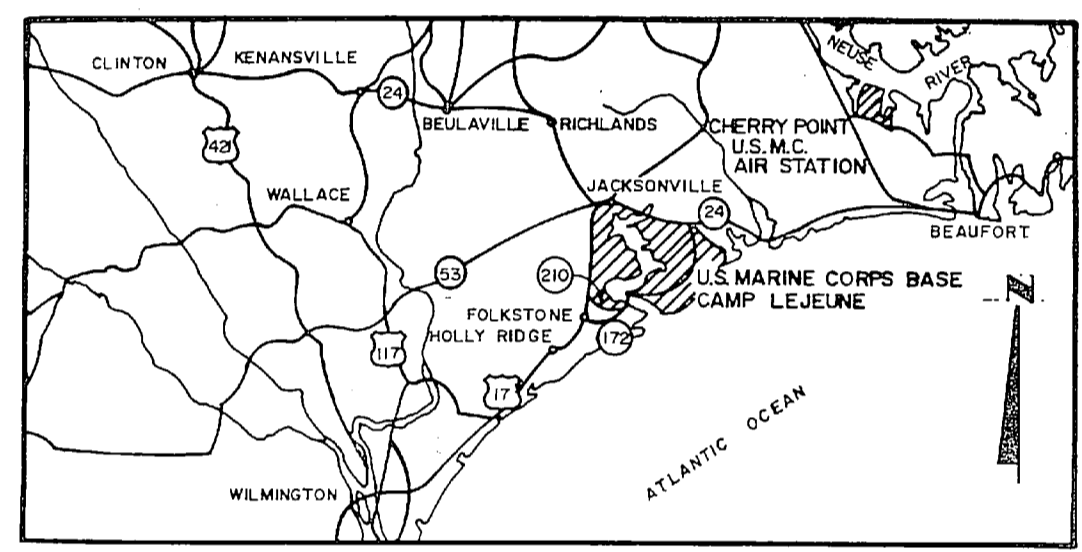 CLINTON
KENANSVILLE
NEUSE
RIVER
24
BEULAVILLE
RICHLANDS
421
CHERRY POINT
U.S.M.C.
AIR STATION
WALLACE
JACKSONVILLE
24
BEAUFORT
53
210
U.S. MARINE CORPS BASE
CAMP LEJEUNE
N
FOLKSTONE
HOLLY RIDGE
172
117
17
ATLANTIC OCEAN
WILMINGTON